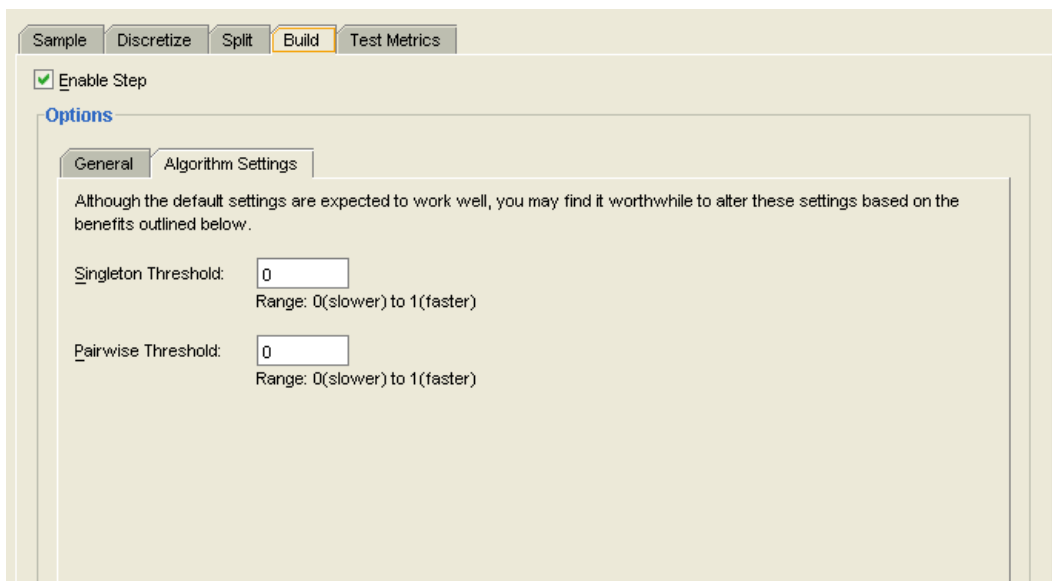 Sample Discretize Split Build Test Metrics
Enable Step
Options
General Algorithm Settings
Although the default settings are expected to work well, you may find it worthwhile to alter these settings based on the
benefits outlined below.
Singleton Threshold: 0
Range: 0(slower) to 1(faster)
Pairwise Threshold: 0
Range: 0(slower) to 1(faster)